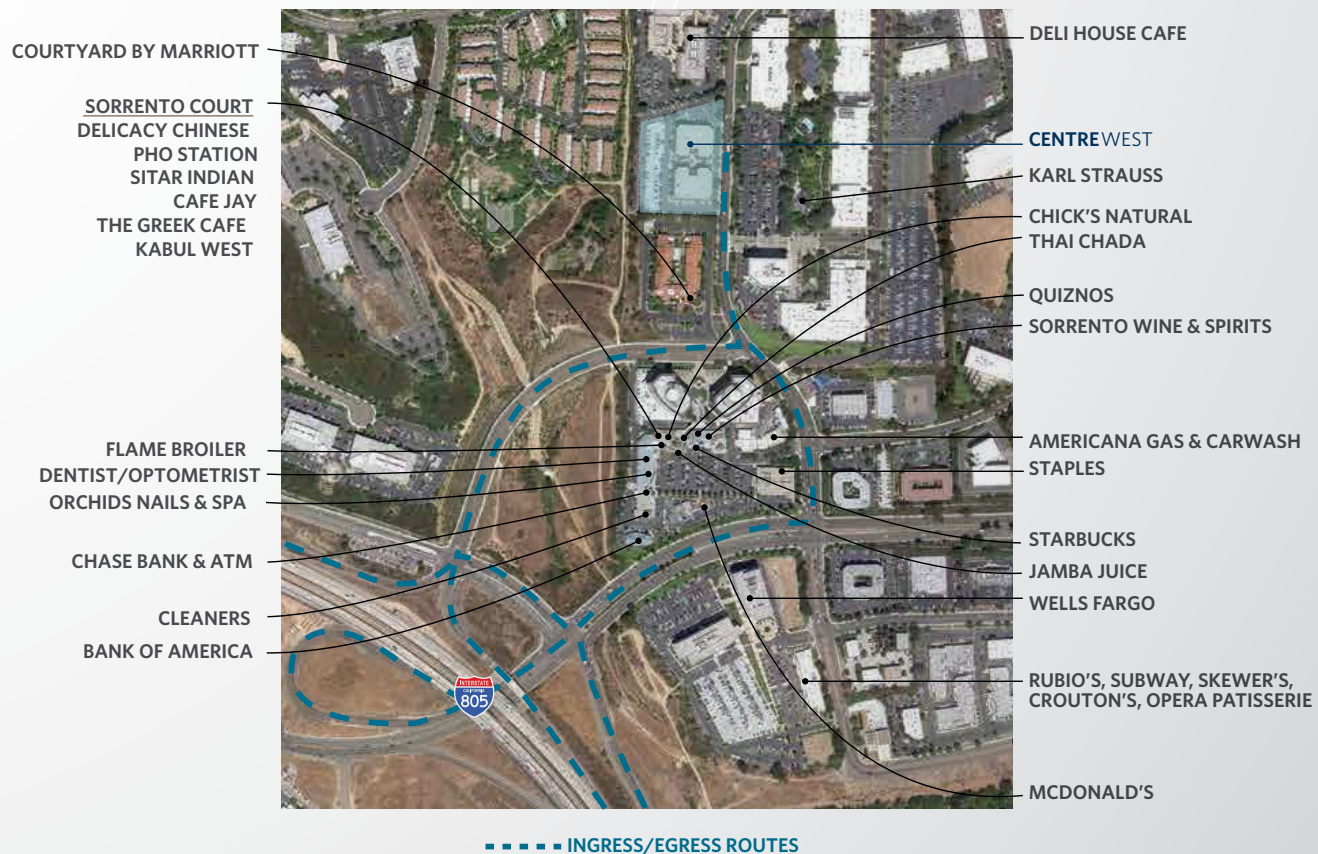 COURTYARD BY MARRIOTT
SORRENTO COURT
DELICACY CHINESE
PHO STATION
SITAR INDIAN
CAFE JAY
THE GREEK CAFE
KABUL WEST
FLAME BROILER
DENTIST/OPTOMETRIST
ORCHIDS NAILS & SPA
CHASE BANK & ATM
CLEANERS
BANK OF AMERICA
DELI HOUSE CAFE
CENTREWEST
KARL STRAUSS
CHICK'S NATURAL
THAI CHADA
QUIZNOS
SORRENTO WINE & SPIRITS
AMERICANA GAS & CARWASH
STAPLES
STARBUCKS
JAMBA JUICE
WELLS FARGO
RUBIO'S, SUBWAY, SKEWER'S,
CROUTON'S, OPERA PATISSERIE
MCDONALD'S
INTERSTATE
CALIFORNIA
805
INGRESS/EGRESS ROUTES